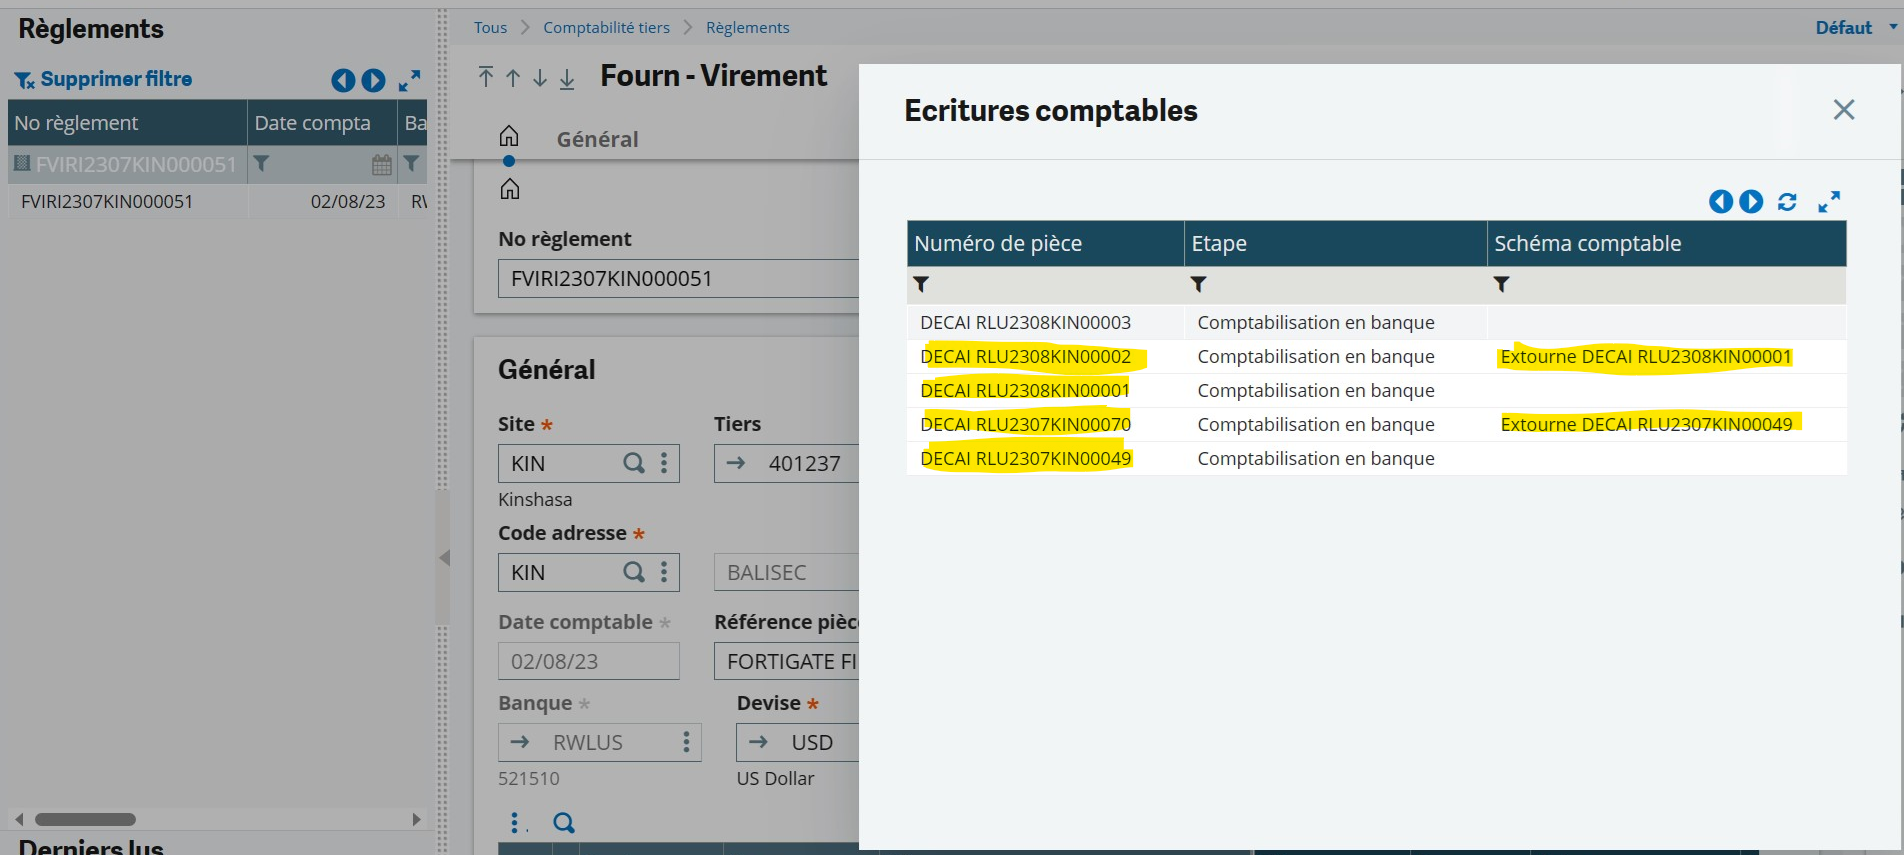 Règlements
Supprimer filtre
No règlement Date compta Ba
FVIRI2307KIN000051
FVIRI2307KIN000051 02/08/23
Derniers lus
Tous Comptabilité tiers Règlements
Défaut
Fourn - Virement
Général
No règlement
FVIRI2307KIN000051
Général
Site * Tiers
KIN 401237
Kinshasa
Code adresse *
KIN BALISEC
Date comptable * Référence pièc
02/08/23 FORTIGATE FI
Banque * Devise *
RWLUS USD
521510 US Dollar
Ecritures comptables
Numéro de pièce Etape Schéma comptable
DECAI RLU2308KIN00003 Comptabilisation en banque
DECAI RLU2308KIN00002 Comptabilisation en banque Extourne DECAI RLU2308KIN00001
DECAI RLU2308KIN00001 Comptabilisation en banque
DECAI RLU2307KIN00070 Comptabilisation en banque Extourne DECAI RLU2307KIN00049
DECAI RLU2307KIN00049 Comptabilisation en banque